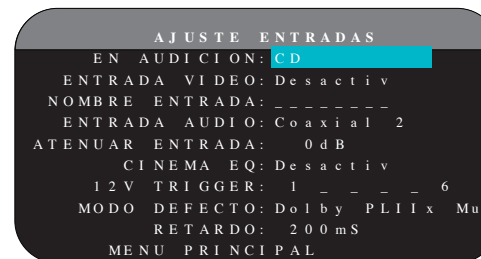 AJUSTE ENTRADAS
EN AUDICION: CD
ENTRADA VIDEO: Desactiv
NOMBRE ENTRADA: _ _ _ _ _ _ _ _
ENTRADA AUDIO: Coaxial 2
ATENUAR ENTRADA: 0dB
CINEMA EQ: Desactiv
12V TRIGGER: 1 _ _ _ _ 6
MODO DEFECTO: Dolby PLIIx Mu
RETARDO: 200mS
MENU PRINCIPAL